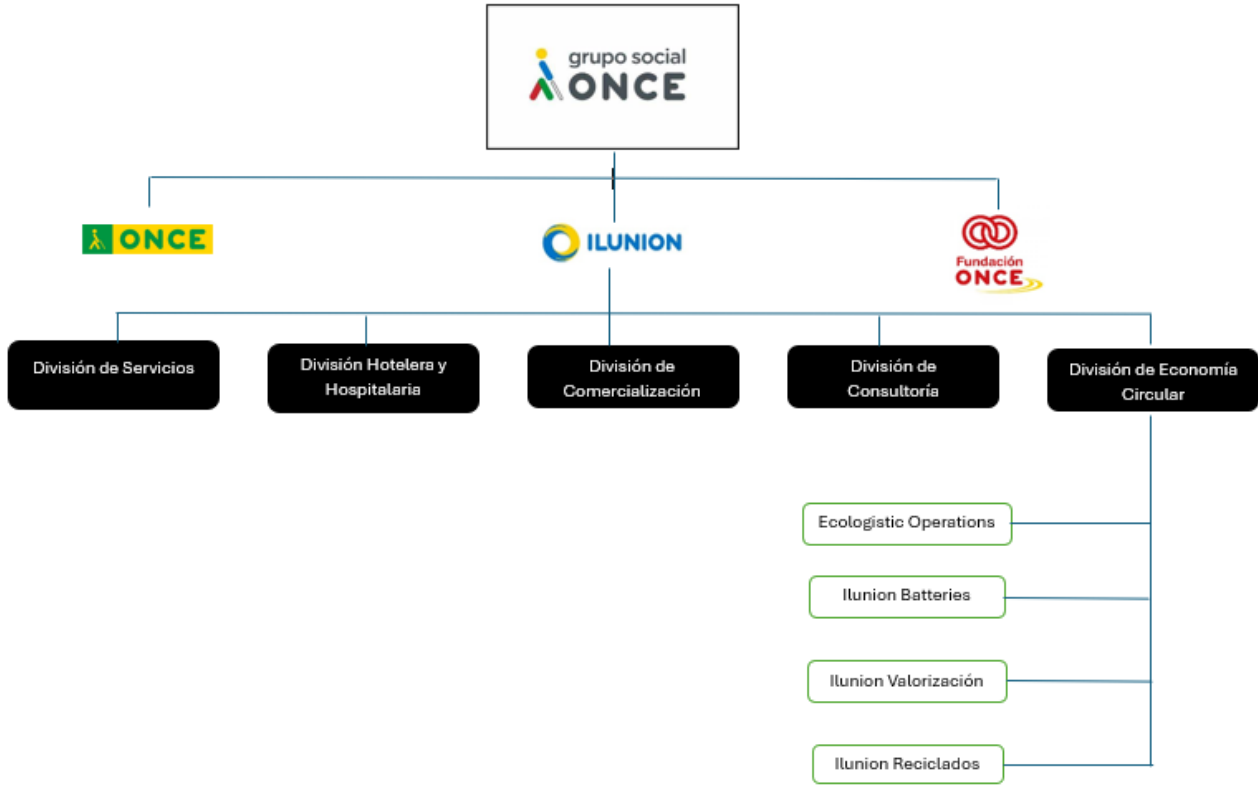 grupo social
ONCE
ONCE
ILUNION
Fundación
ONCE
División de Servicios
División Hotelera y
Hospitalaria
División de
Comercialización
División de
Consultoría
División de Economía
Circular
Ecologistic Operations
Ilunion Batteries
Ilunion Valorización
Ilunion Reciclados